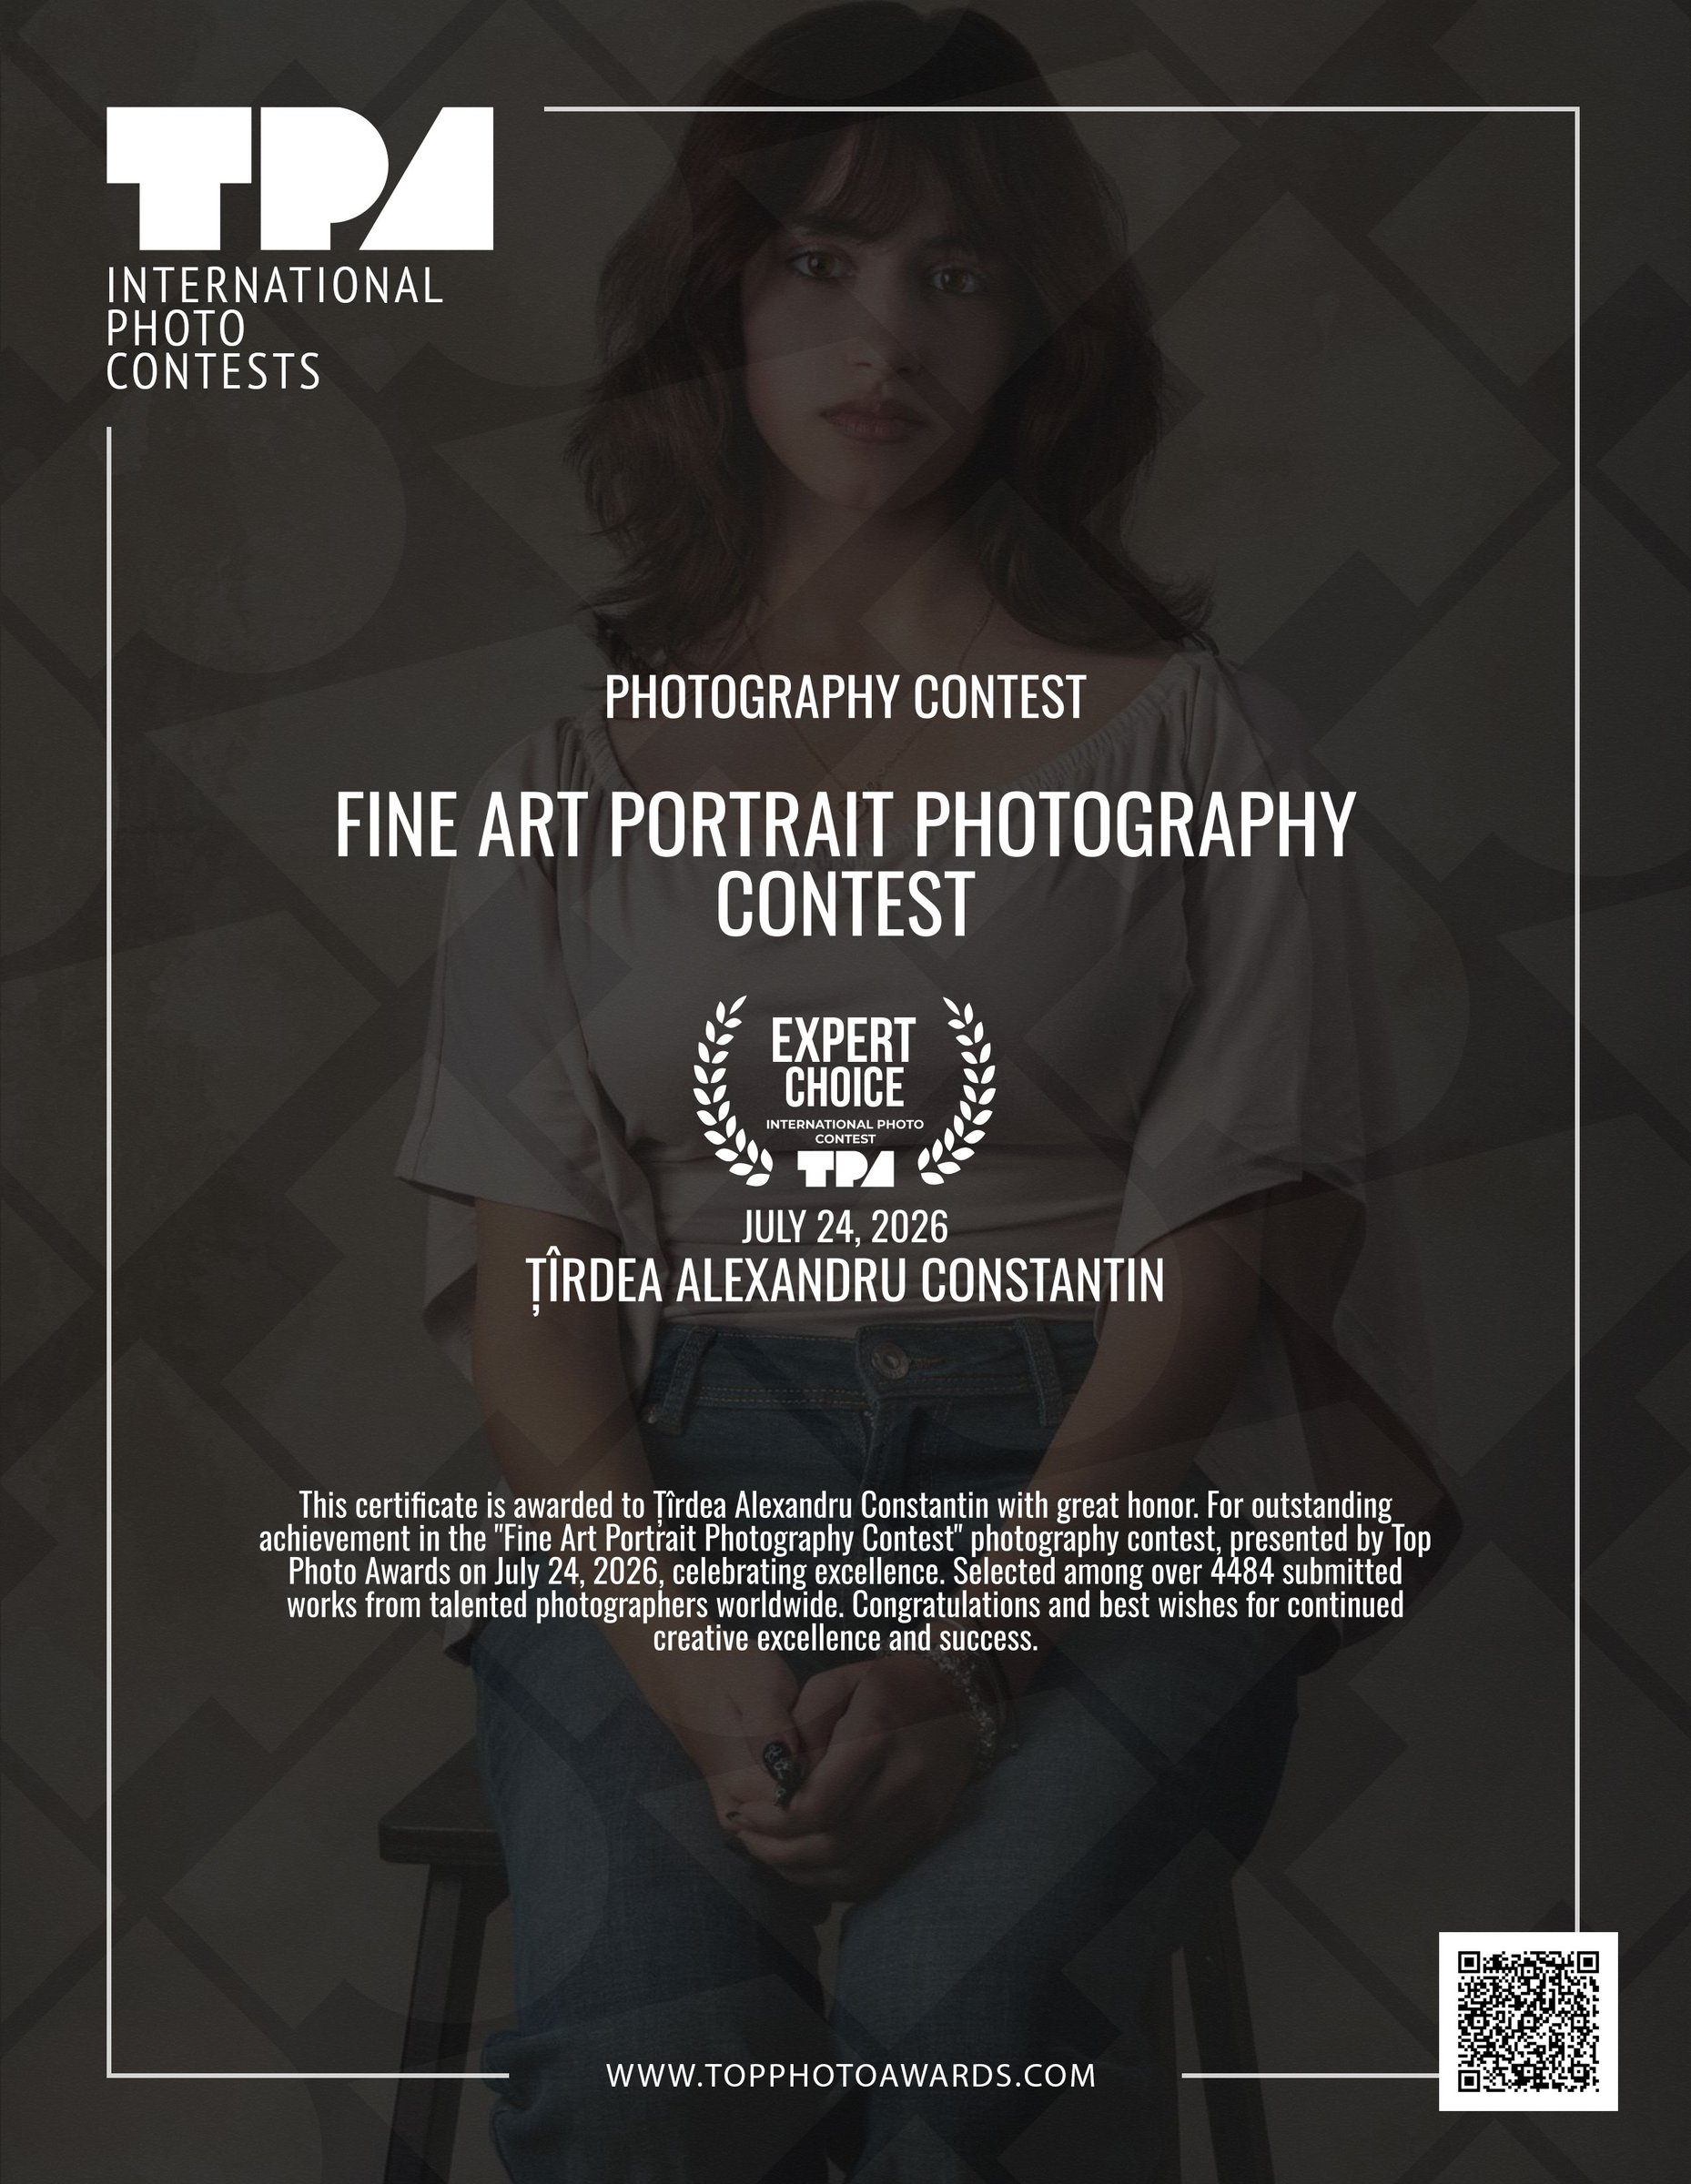 TPA
INTERNATIONAL
PHOTO
CONTESTS
PHOTOGRAPHY CONTEST
FINE ART PORTRAIT PHOTOGRAPHY
CONTEST
EXPERT
CHOICE
INTERNATIONAL PHOTO
CONTEST
TPA
JULY 24, 2026
ȚÎRDEA ALEXANDRU CONSTANTIN
This certificate is awarded to Țîrdea Alexandru Constantin with great honor. For outstanding
achievement in the "Fine Art Portrait Photography Contest" photography contest, presented by Top
Photo Awards on July 24, 2026, celebrating excellence. Selected among over 4484 submitted
works from talented photographers worldwide. Congratulations and best wishes for continued
creative excellence and success.
WWW.TOPPHOTOAWARDS.COM